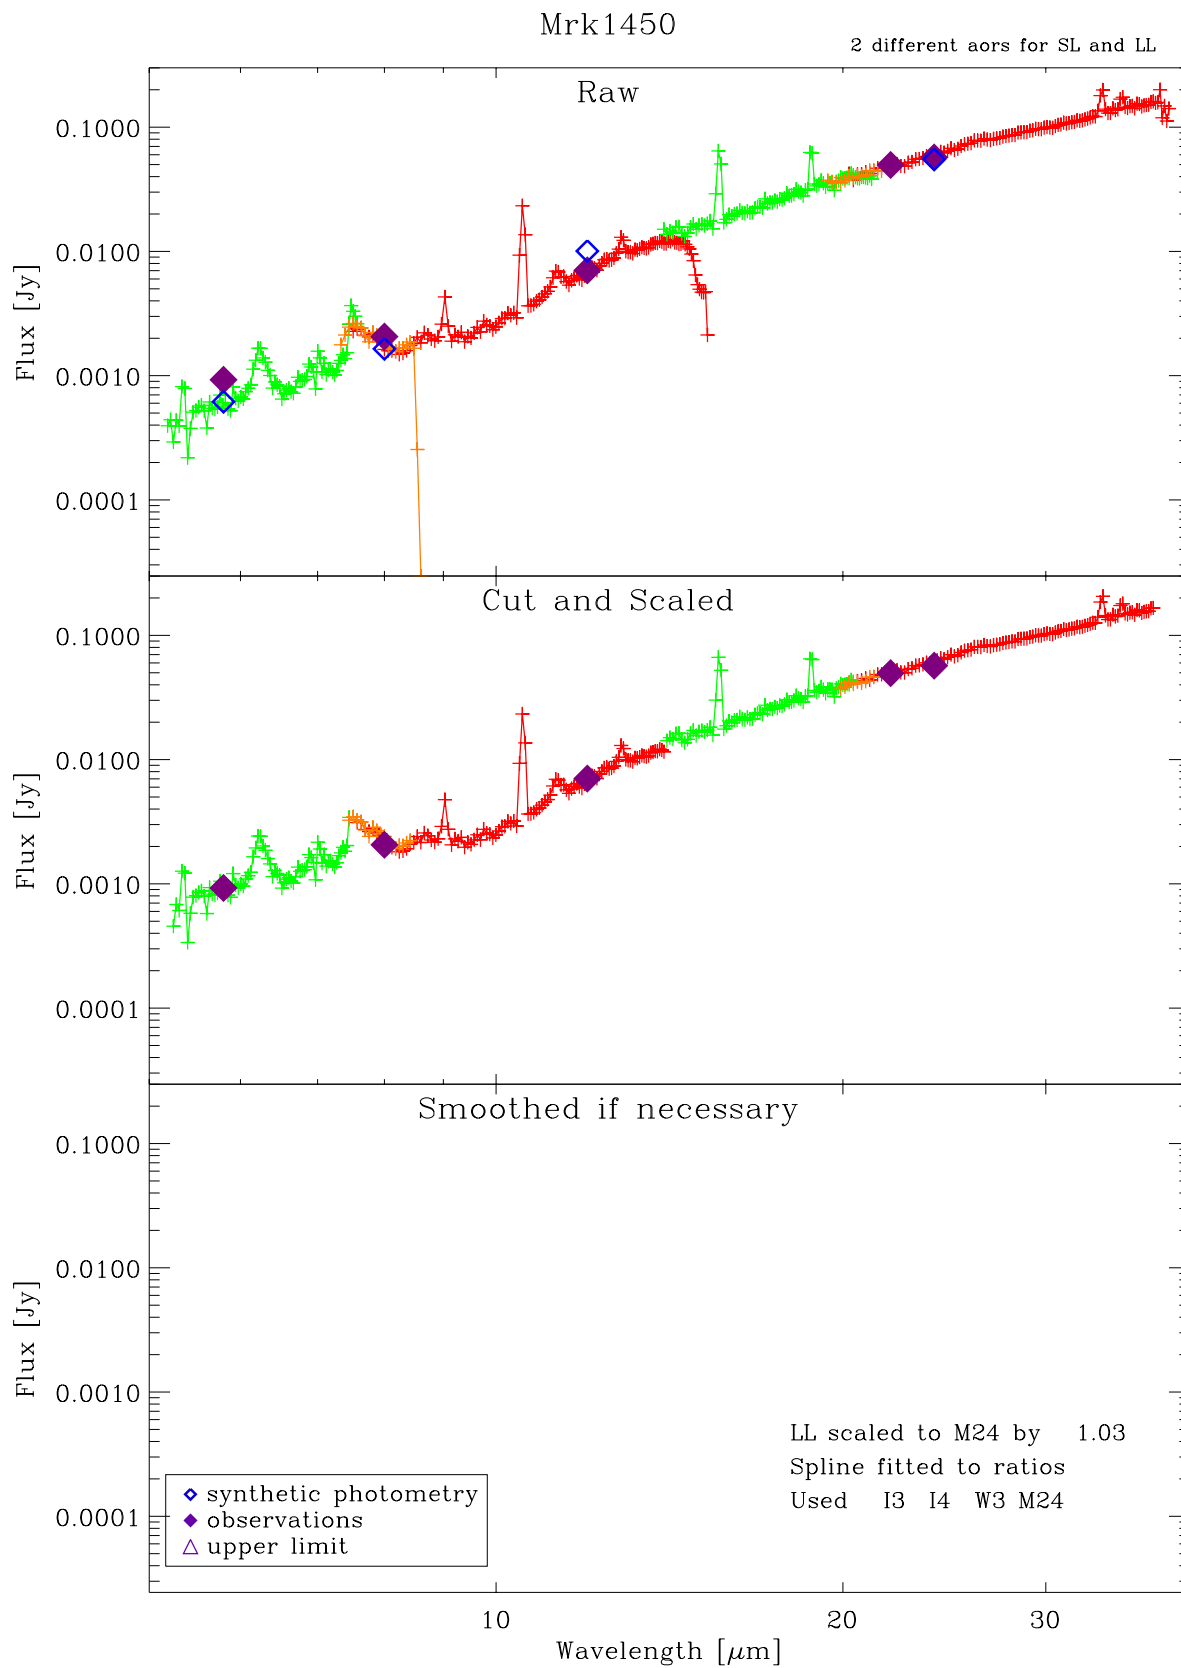 Mrk1450
2 different aors for SL and LL
Raw
0.1000
0.0100
0.0010
0.0001
Flux [Jy]
Cut and Scaled
0.1000
0.0100
0.0010
0.0001
Flux [Jy]
Smoothed if necessary
0.1000
0.0100
0.0010
0.0001
Flux [Jy]
LL scaled to M24 by 1.03
Spline fitted to ratios
Used I3 I4 W3 M24
synthetic photometry
observations
upper limit
10 20 30
Wavelength [μm]